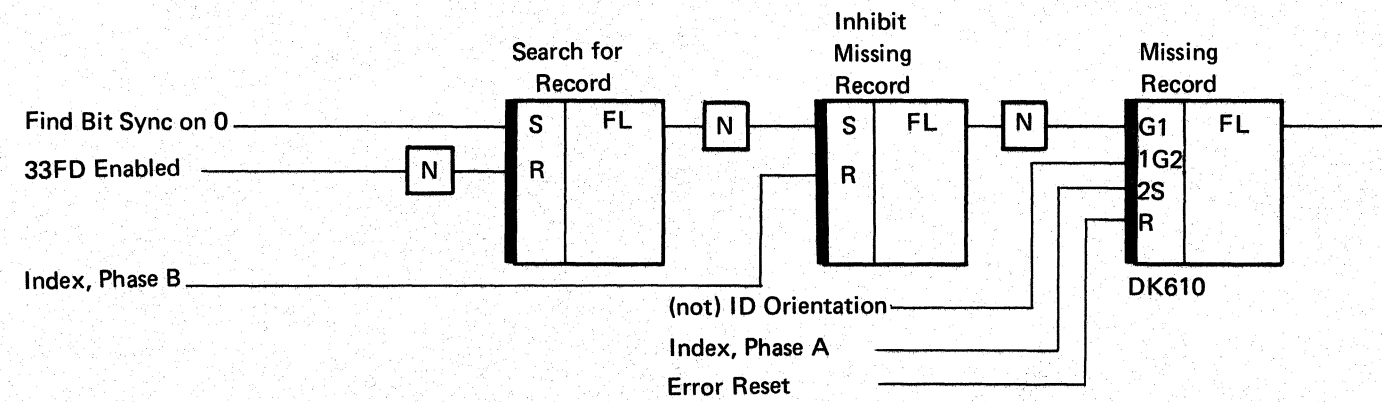 Inhibit
Missing
Record
Search for
Record
Missing
Record
Find Bit Sync on 0
S
FL
N
S
FL
N
G1
FL
33FD Enabled
N
R
R
1G2
2S
R
Index, Phase B
DK610
(not) ID Orientation
Index, Phase A
Error Reset